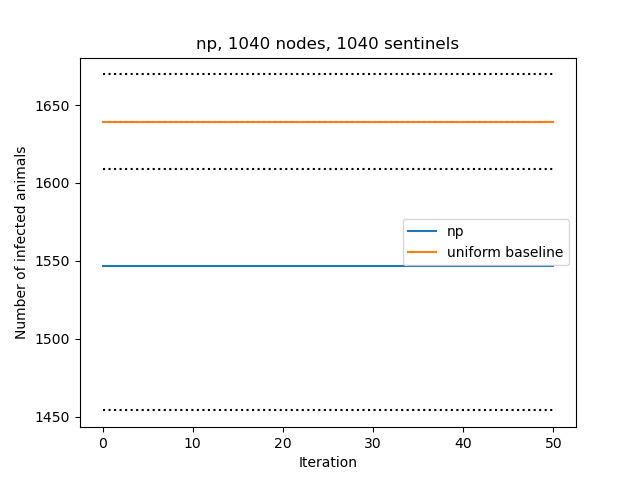 np, 1040 nodes, 1040 sentinels
Number of infected animals
1650
1600
1550
1500
1450
np
uniform baseline
0 10 20 30 40 50
Iteration